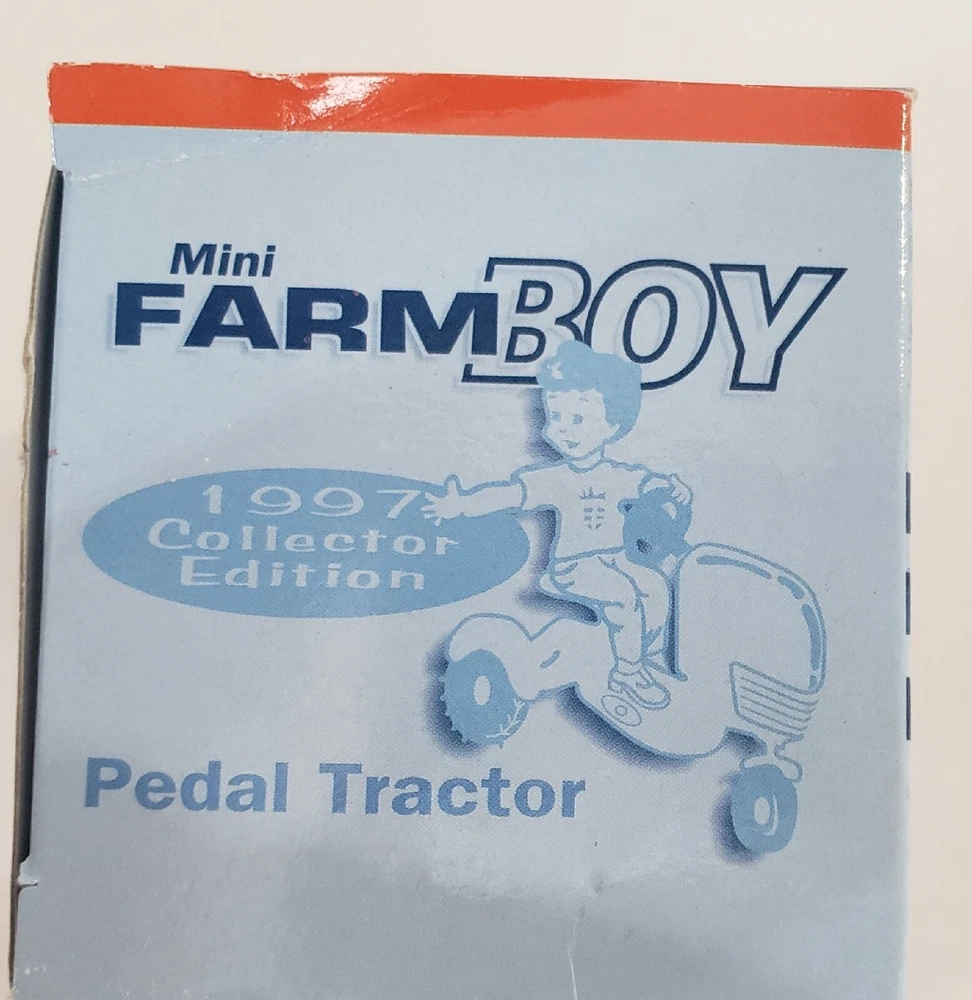 Mini
FARMBOY
1997
Collector
Edition
Pedal Tractor